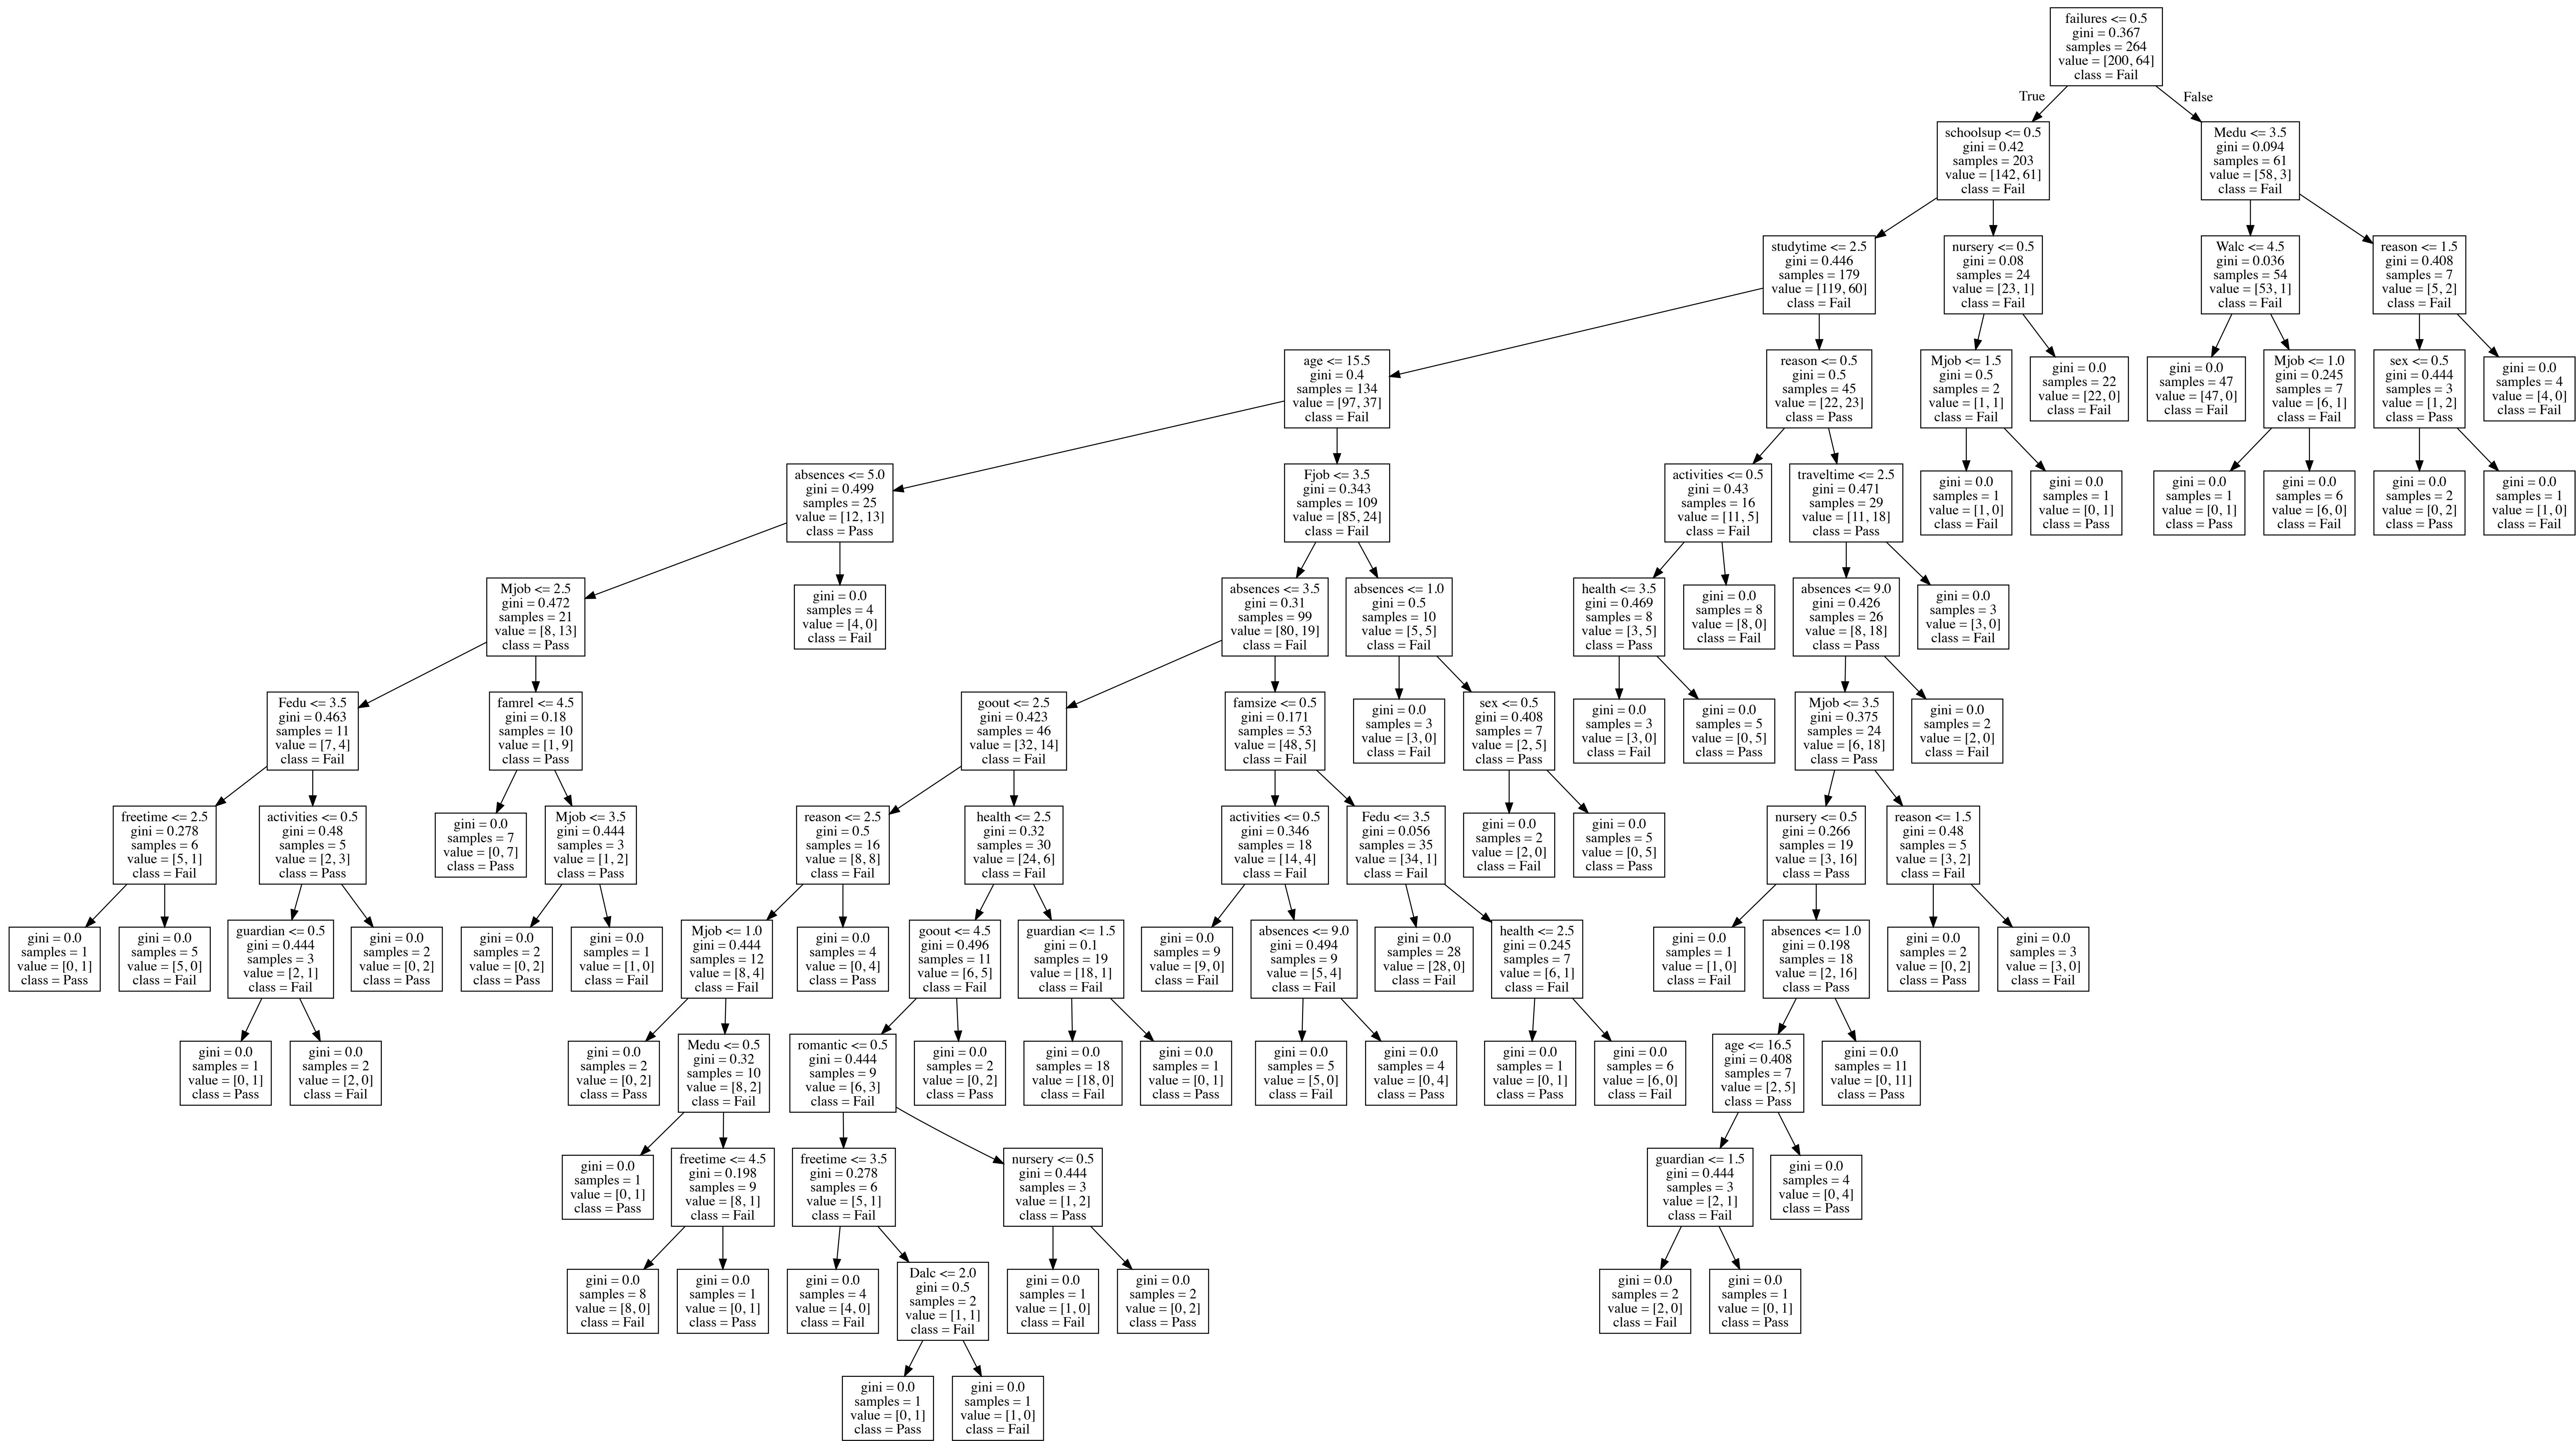 failures <= 0.5
gini = 0.367
samples = 264
value = [200, 64]
class = Fail
True
False
schoolsup <= 0.5
gini = 0.42
samples = 203
value = [142, 61]
class = Fail
Medu <= 3.5
gini = 0.094
samples = 61
value = [58, 3]
class = Fail
studytime <= 2.5
gini = 0.446
samples = 179
value = [119, 60]
class = Fail
nursery <= 0.5
gini = 0.08
samples = 24
value = [23, 1]
class = Fail
Walc <= 4.5
gini = 0.036
samples = 54
value = [53, 1]
class = Fail
reason <= 1.5
gini = 0.408
samples = 7
value = [5, 2]
class = Fail
age <= 15.5
gini = 0.4
samples = 134
value = [97, 37]
class = Fail
reason <= 0.5
gini = 0.5
samples = 45
value = [22, 23]
class = Pass
Mjob <= 1.5
gini = 0.5
samples = 2
value = [1, 1]
class = Fail
gini = 0.0
samples = 22
value = [22, 0]
class = Fail
gini = 0.0
samples = 47
value = [47, 0]
class = Fail
Mjob <= 1.0
gini = 0.245
samples = 7
value = [6, 1]
class = Fail
sex <= 0.5
gini = 0.444
samples = 3
value = [1, 2]
class = Pass
gini = 0.0
samples = 4
value = [4, 0]
class = Fail
absences <= 5.0
gini = 0.499
samples = 25
value = [12, 13]
class = Pass
Fjob <= 3.5
gini = 0.343
samples = 109
value = [85, 24]
class = Fail
activities <= 0.5
gini = 0.43
samples = 16
value = [11, 5]
class = Fail
traveltime <= 2.5
gini = 0.471
samples = 29
value = [11, 18]
class = Pass
gini = 0.0
samples = 1
value = [1, 0]
class = Fail
gini = 0.0
samples = 1
value = [0, 1]
class = Pass
gini = 0.0
samples = 1
value = [0, 1]
class = Pass
gini = 0.0
samples = 6
value = [6, 0]
class = Fail
gini = 0.0
samples = 2
value = [0, 2]
class = Pass
gini = 0.0
samples = 1
value = [1, 0]
class = Fail
Mjob <= 2.5
gini = 0.472
samples = 21
value = [8, 13]
class = Pass
gini = 0.0
samples = 4
value = [4, 0]
class = Fail
absences <= 3.5
gini = 0.31
samples = 99
value = [80, 19]
class = Fail
absences <= 1.0
gini = 0.5
samples = 10
value = [5, 5]
class = Fail
health <= 3.5
gini = 0.469
samples = 8
value = [3, 5]
class = Pass
gini = 0.0
samples = 8
value = [8, 0]
class = Fail
absences <= 9.0
gini = 0.426
samples = 26
value = [8, 18]
class = Pass
gini = 0.0
samples = 3
value = [3, 0]
class = Fail
Fedu <= 3.5
gini = 0.463
samples = 11
value = [7, 4]
class = Fail
famrel <= 4.5
gini = 0.18
samples = 10
value = [1, 9]
class = Pass
goout <= 2.5
gini = 0.423
samples = 46
value = [32, 14]
class = Fail
famsize <= 0.5
gini = 0.171
samples = 53
value = [48, 5]
class = Fail
gini = 0.0
samples = 3
value = [3, 0]
class = Fail
sex <= 0.5
gini = 0.408
samples = 7
value = [2, 5]
class = Pass
gini = 0.0
samples = 3
value = [3, 0]
class = Fail
gini = 0.0
samples = 5
value = [0, 5]
class = Pass
Mjob <= 3.5
gini = 0.375
samples = 24
value = [6, 18]
class = Pass
gini = 0.0
samples = 2
value = [2, 0]
class = Fail
freetime <= 2.5
gini = 0.278
samples = 6
value = [5, 1]
class = Fail
activities <= 0.5
gini = 0.48
samples = 5
value = [2, 3]
class = Pass
gini = 0.0
samples = 7
value = [0, 7]
class = Pass
Mjob <= 3.5
gini = 0.444
samples = 3
value = [1, 2]
class = Pass
reason <= 2.5
gini = 0.5
samples = 16
value = [8, 8]
class = Fail
health <= 2.5
gini = 0.32
samples = 30
value = [24, 6]
class = Fail
activities <= 0.5
gini = 0.346
samples = 18
value = [14, 4]
class = Fail
Fedu <= 3.5
gini = 0.056
samples = 35
value = [34, 1]
class = Fail
gini = 0.0
samples = 2
value = [2, 0]
class = Fail
gini = 0.0
samples = 5
value = [0, 5]
class = Pass
nursery <= 0.5
gini = 0.266
samples = 19
value = [3, 16]
class = Pass
reason <= 1.5
gini = 0.48
samples = 5
value = [3, 2]
class = Fail
gini = 0.0
samples = 1
value = [0, 1]
class = Pass
gini = 0.0
samples = 5
value = [5, 0]
class = Fail
guardian <= 0.5
gini = 0.444
samples = 3
value = [2, 1]
class = Fail
gini = 0.0
samples = 2
value = [0, 2]
class = Pass
gini = 0.0
samples = 2
value = [0, 2]
class = Pass
gini = 0.0
samples = 1
value = [1, 0]
class = Fail
Mjob <= 1.0
gini = 0.444
samples = 12
value = [8, 4]
class = Fail
gini = 0.0
samples = 4
value = [0, 4]
class = Pass
goout <= 4.5
gini = 0.496
samples = 11
value = [6, 5]
class = Fail
guardian <= 1.5
gini = 0.1
samples = 19
value = [18, 1]
class = Fail
gini = 0.0
samples = 9
value = [9, 0]
class = Fail
absences <= 9.0
gini = 0.494
samples = 9
value = [5, 4]
class = Fail
gini = 0.0
samples = 28
value = [28, 0]
class = Fail
health <= 2.5
gini = 0.245
samples = 7
value = [6, 1]
class = Fail
gini = 0.0
samples = 1
value = [1, 0]
class = Fail
absences <= 1.0
gini = 0.198
samples = 18
value = [2, 16]
class = Pass
gini = 0.0
samples = 2
value = [0, 2]
class = Pass
gini = 0.0
samples = 3
value = [3, 0]
class = Fail
gini = 0.0
samples = 1
value = [0, 1]
class = Pass
gini = 0.0
samples = 2
value = [2, 0]
class = Fail
gini = 0.0
samples = 2
value = [0, 2]
class = Pass
Medu <= 0.5
gini = 0.32
samples = 10
value = [8, 2]
class = Fail
romantic <= 0.5
gini = 0.444
samples = 9
value = [6, 3]
class = Fail
gini = 0.0
samples = 2
value = [0, 2]
class = Pass
gini = 0.0
samples = 18
value = [18, 0]
class = Fail
gini = 0.0
samples = 1
value = [0, 1]
class = Pass
gini = 0.0
samples = 5
value = [5, 0]
class = Fail
gini = 0.0
samples = 4
value = [0, 4]
class = Pass
gini = 0.0
samples = 1
value = [0, 1]
class = Pass
gini = 0.0
samples = 6
value = [6, 0]
class = Fail
age <= 16.5
gini = 0.408
samples = 7
value = [2, 5]
class = Pass
gini = 0.0
samples = 11
value = [0, 11]
class = Pass
gini = 0.0
samples = 1
value = [0, 1]
class = Pass
freetime <= 4.5
gini = 0.198
samples = 9
value = [8, 1]
class = Fail
freetime <= 3.5
gini = 0.278
samples = 6
value = [5, 1]
class = Fail
nursery <= 0.5
gini = 0.444
samples = 3
value = [1, 2]
class = Pass
guardian <= 1.5
gini = 0.444
samples = 3
value = [2, 1]
class = Fail
gini = 0.0
samples = 4
value = [0, 4]
class = Pass
gini = 0.0
samples = 8
value = [8, 0]
class = Fail
gini = 0.0
samples = 1
value = [0, 1]
class = Pass
gini = 0.0
samples = 4
value = [4, 0]
class = Fail
Dalc <= 2.0
gini = 0.5
samples = 2
value = [1, 1]
class = Fail
gini = 0.0
samples = 1
value = [1, 0]
class = Fail
gini = 0.0
samples = 2
value = [0, 2]
class = Pass
gini = 0.0
samples = 2
value = [2, 0]
class = Fail
gini = 0.0
samples = 1
value = [0, 1]
class = Pass
gini = 0.0
samples = 1
value = [0, 1]
class = Pass
gini = 0.0
samples = 1
value = [1, 0]
class = Fail